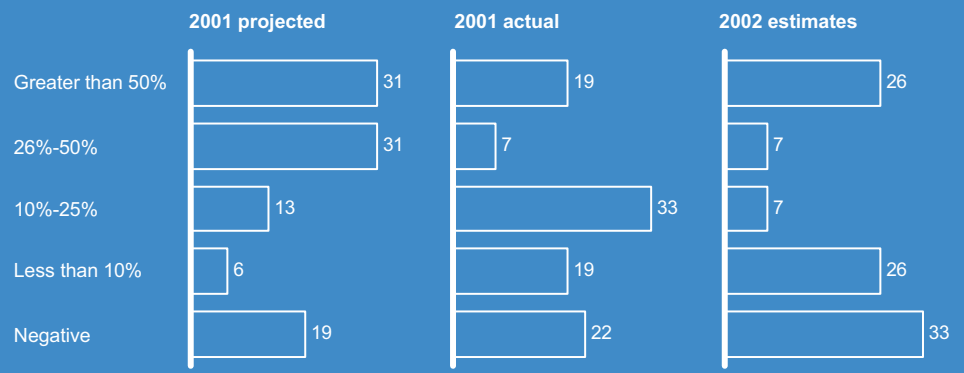 2001 projected 2001 actual 2002 estimates
Greater than 50% 31 19 26
26%-50% 31 7 7
10%-25% 13 33 7
Less than 10% 6 19 26
Negative 19 22 33